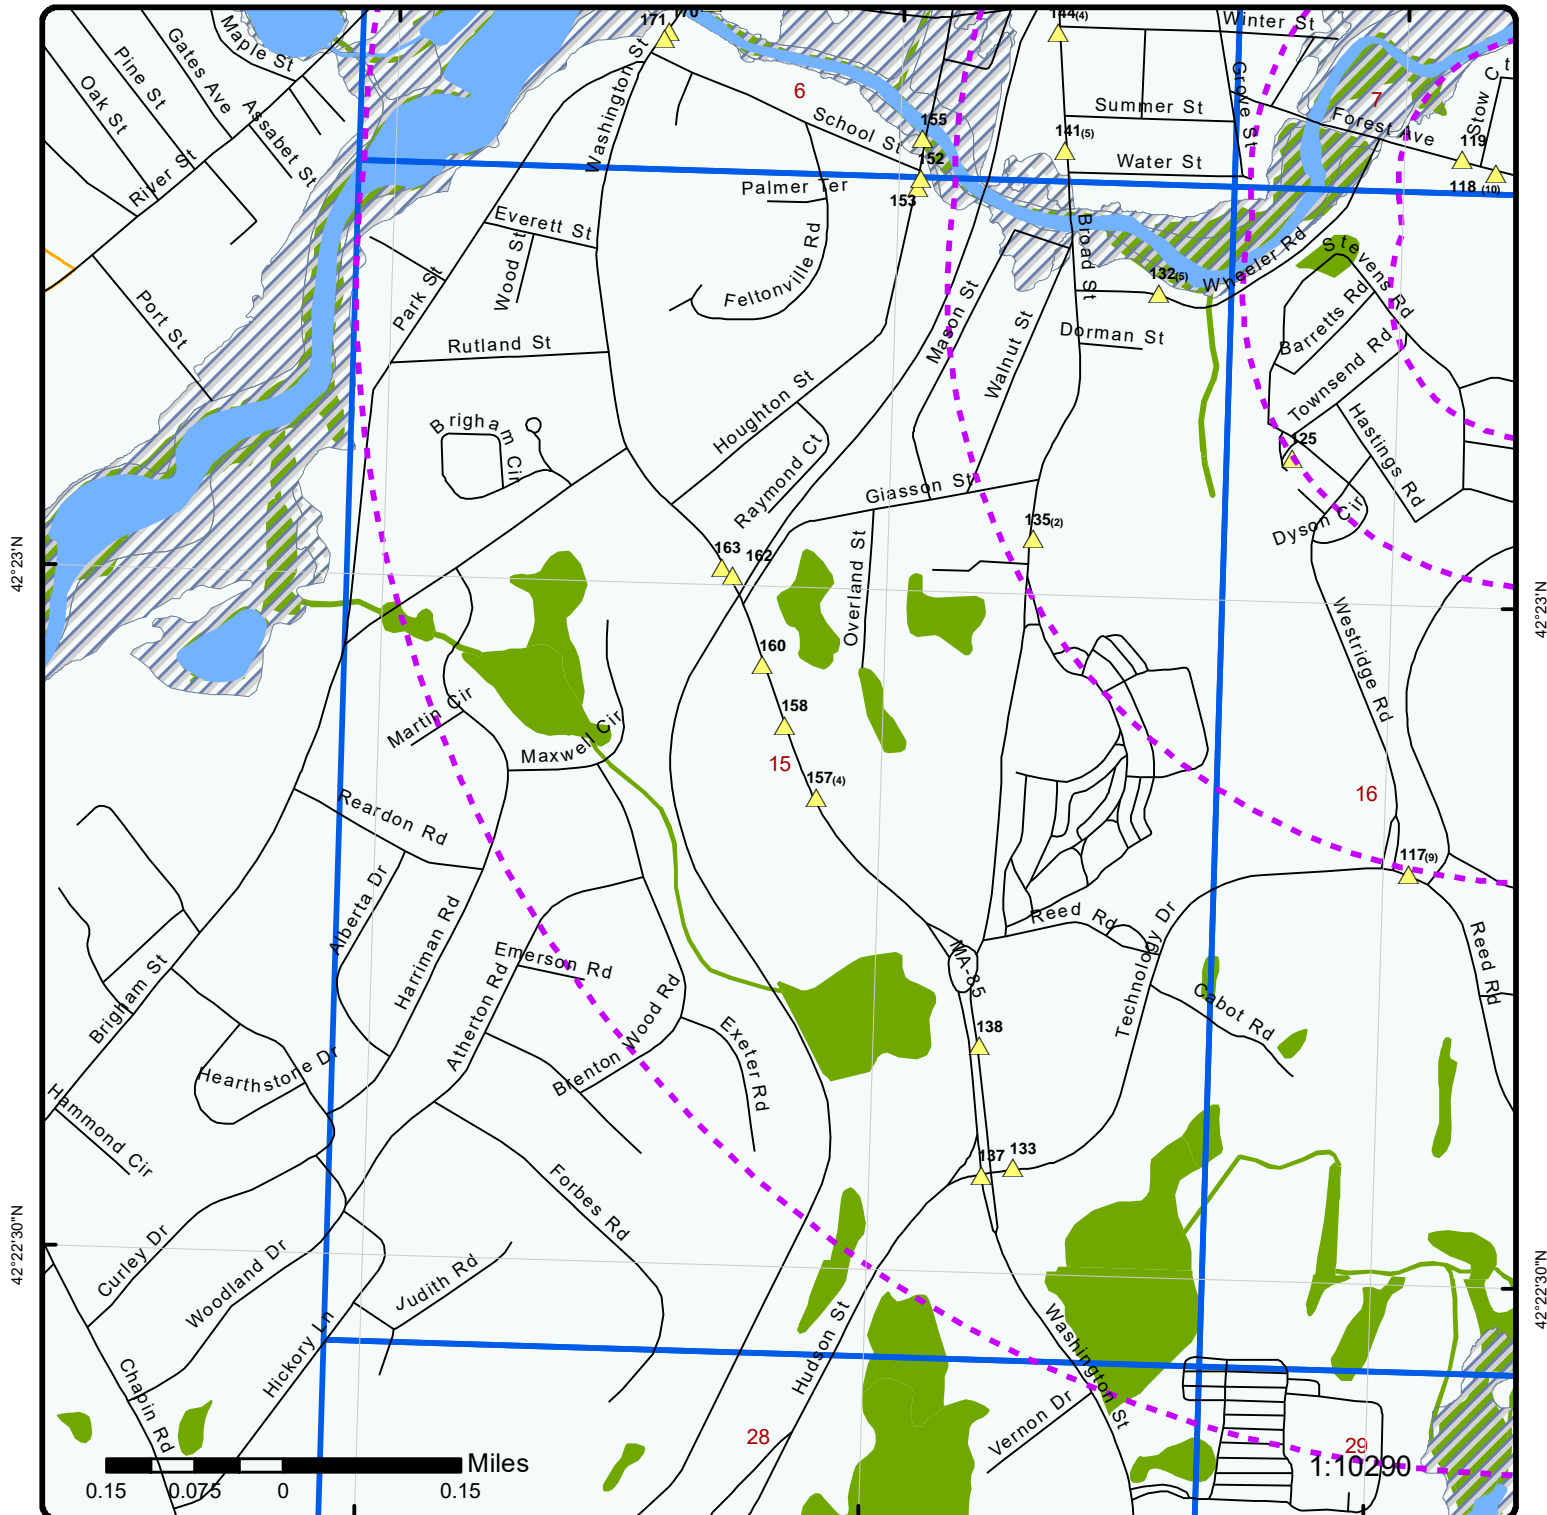 171
170
144(4)
Winter St
Maple St
Gates Ave
Pine St
Oak St
Assabet St
River St
Washington St
6
School St
155
152
153
141(5)
Summer St
Water St
Grove St
7
Forest Ave
Stow Ct
119
118 (10)
Palmer Ter
Everett St
Wood St
Park St
Port St
Feltonville Rd
Broad St
132(5)
Wheeler Rd
Stevens Rd
Barretts Rd
Townsend Rd
Mason St
Walnut St
Dorman St
Rutland St
Houghton St
Raymond Ct
Brigham Cir
Hastings Rd
125
Dyson Cir
Giasson St
135(2)
Overland St
163
162
42°23'N
42°23'N
160
158
15
157(4)
Westridge Rd
16
117(9)
Martin Cir
Maxwell Cir
Reardon Rd
Alberta Dr
Harriman Rd
Emerson Rd
Atherton Rd
Brenton Wood Rd
Exeter Rd
Reed Rd
MA-85
Technology Dr
Cabot Rd
Reed Rd
138
137
133
Brigham St
Hearthstone Dr
Hammond Cir
Forbes Rd
Curley Dr
Woodland Dr
Judith Rd
Hickory Ln
Chapin Rd
42°22'30"N
42°22'30"N
Hudson St
Washington St
Vernon Dr
28
29
1:10290
Miles
0.15
0.075
0
0.15